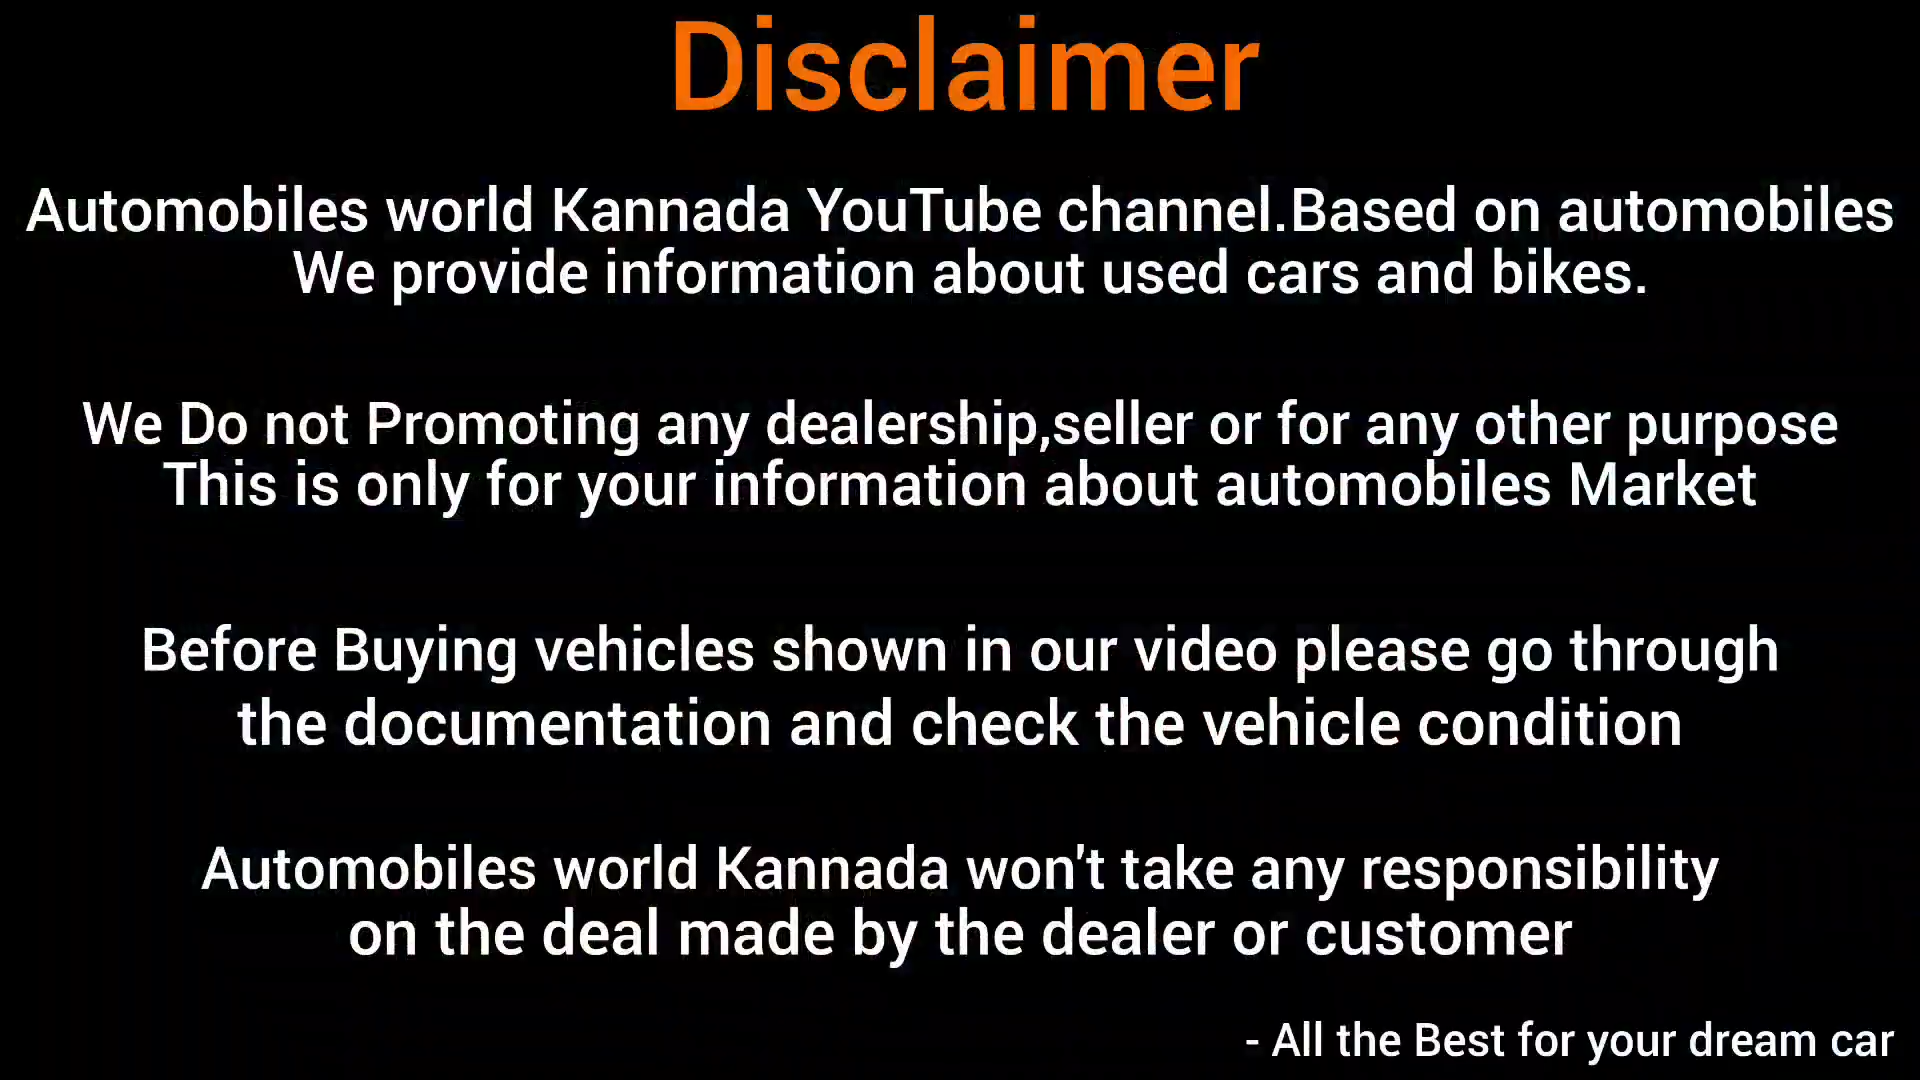 Disclaimer
Automobiles world Kannada YouTube channel.Based on automobiles
We provide information about used cars and bikes.
We Do not Promoting any dealership,seller or for any other purpose
This is only for your information about automobiles Market
Before Buying vehicles shown in our video please go through
the documentation and check the vehicle condition
Automobiles world Kannada won't take any responsibility
on the deal made by the dealer or customer
- All the Best for your dream car